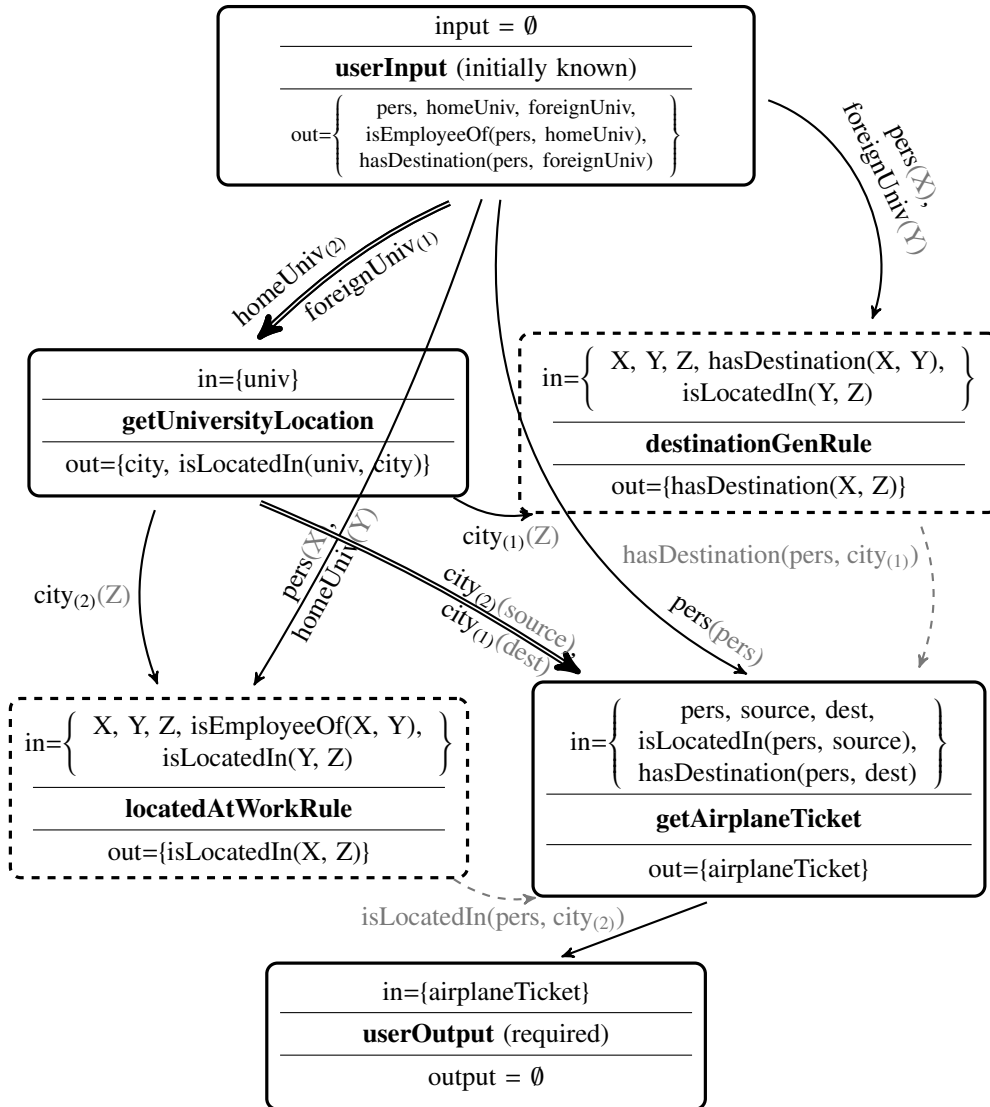 input = ∅
userInput (initially known)
out={ pers, homeUniv, foreignUniv,
isEmployeeOf(pers, homeUniv),
hasDestination(pers, foreignUniv) }
pers(X),
foreignUniv(Y)
homeUniv(2)
foreignUniv(1)
in={univ}
getUniversityLocation
out={city, isLocatedIn(univ, city)}
in={ X, Y, Z, hasDestination(X, Y),
isLocatedIn(Y, Z) }
destinationGenRule
out={hasDestination(X, Z)}
city(1)(Z)
hasDestination(pers, city(1))
city(2)(Z)
pers(X),
homeUniv(Y)
city(2)(source),
city(1)(dest)
pers(pers)
in={ X, Y, Z, isEmployeeOf(X, Y),
isLocatedIn(Y, Z) }
locatedAtWorkRule
out={isLocatedIn(X, Z)}
in={ pers, source, dest,
isLocatedIn(pers, source),
hasDestination(pers, dest) }
getAirplaneTicket
out={airplaneTicket}
isLocatedIn(pers, city(2))
in={airplaneTicket}
userOutput (required)
output = ∅